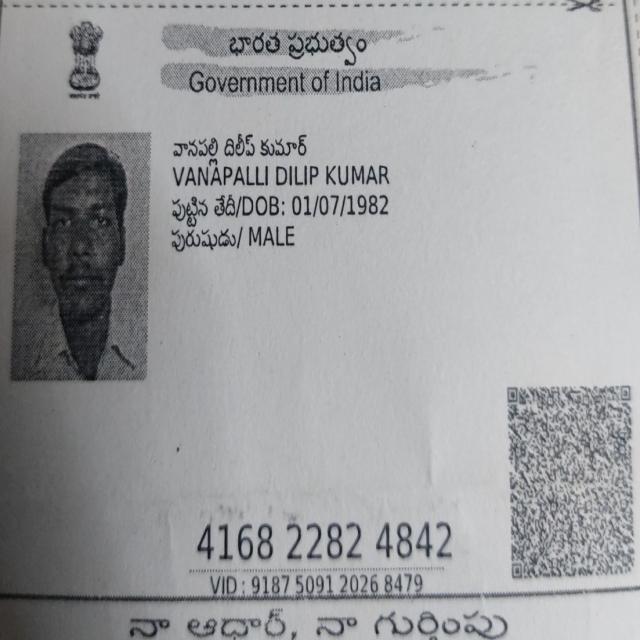 భారత ప్రభుత్వం
Government of India
వానపల్లి దిలీప్ కుమార్
VANAPALLI DILIP KUMAR
పుట్టిన తేదీ/DOB: 01/07/1982
పురుషుడు/ MALE
4168 2282 4842
VID : 9187 5091 2026 8479
నా ఆధార్, నా గుర్తింపు